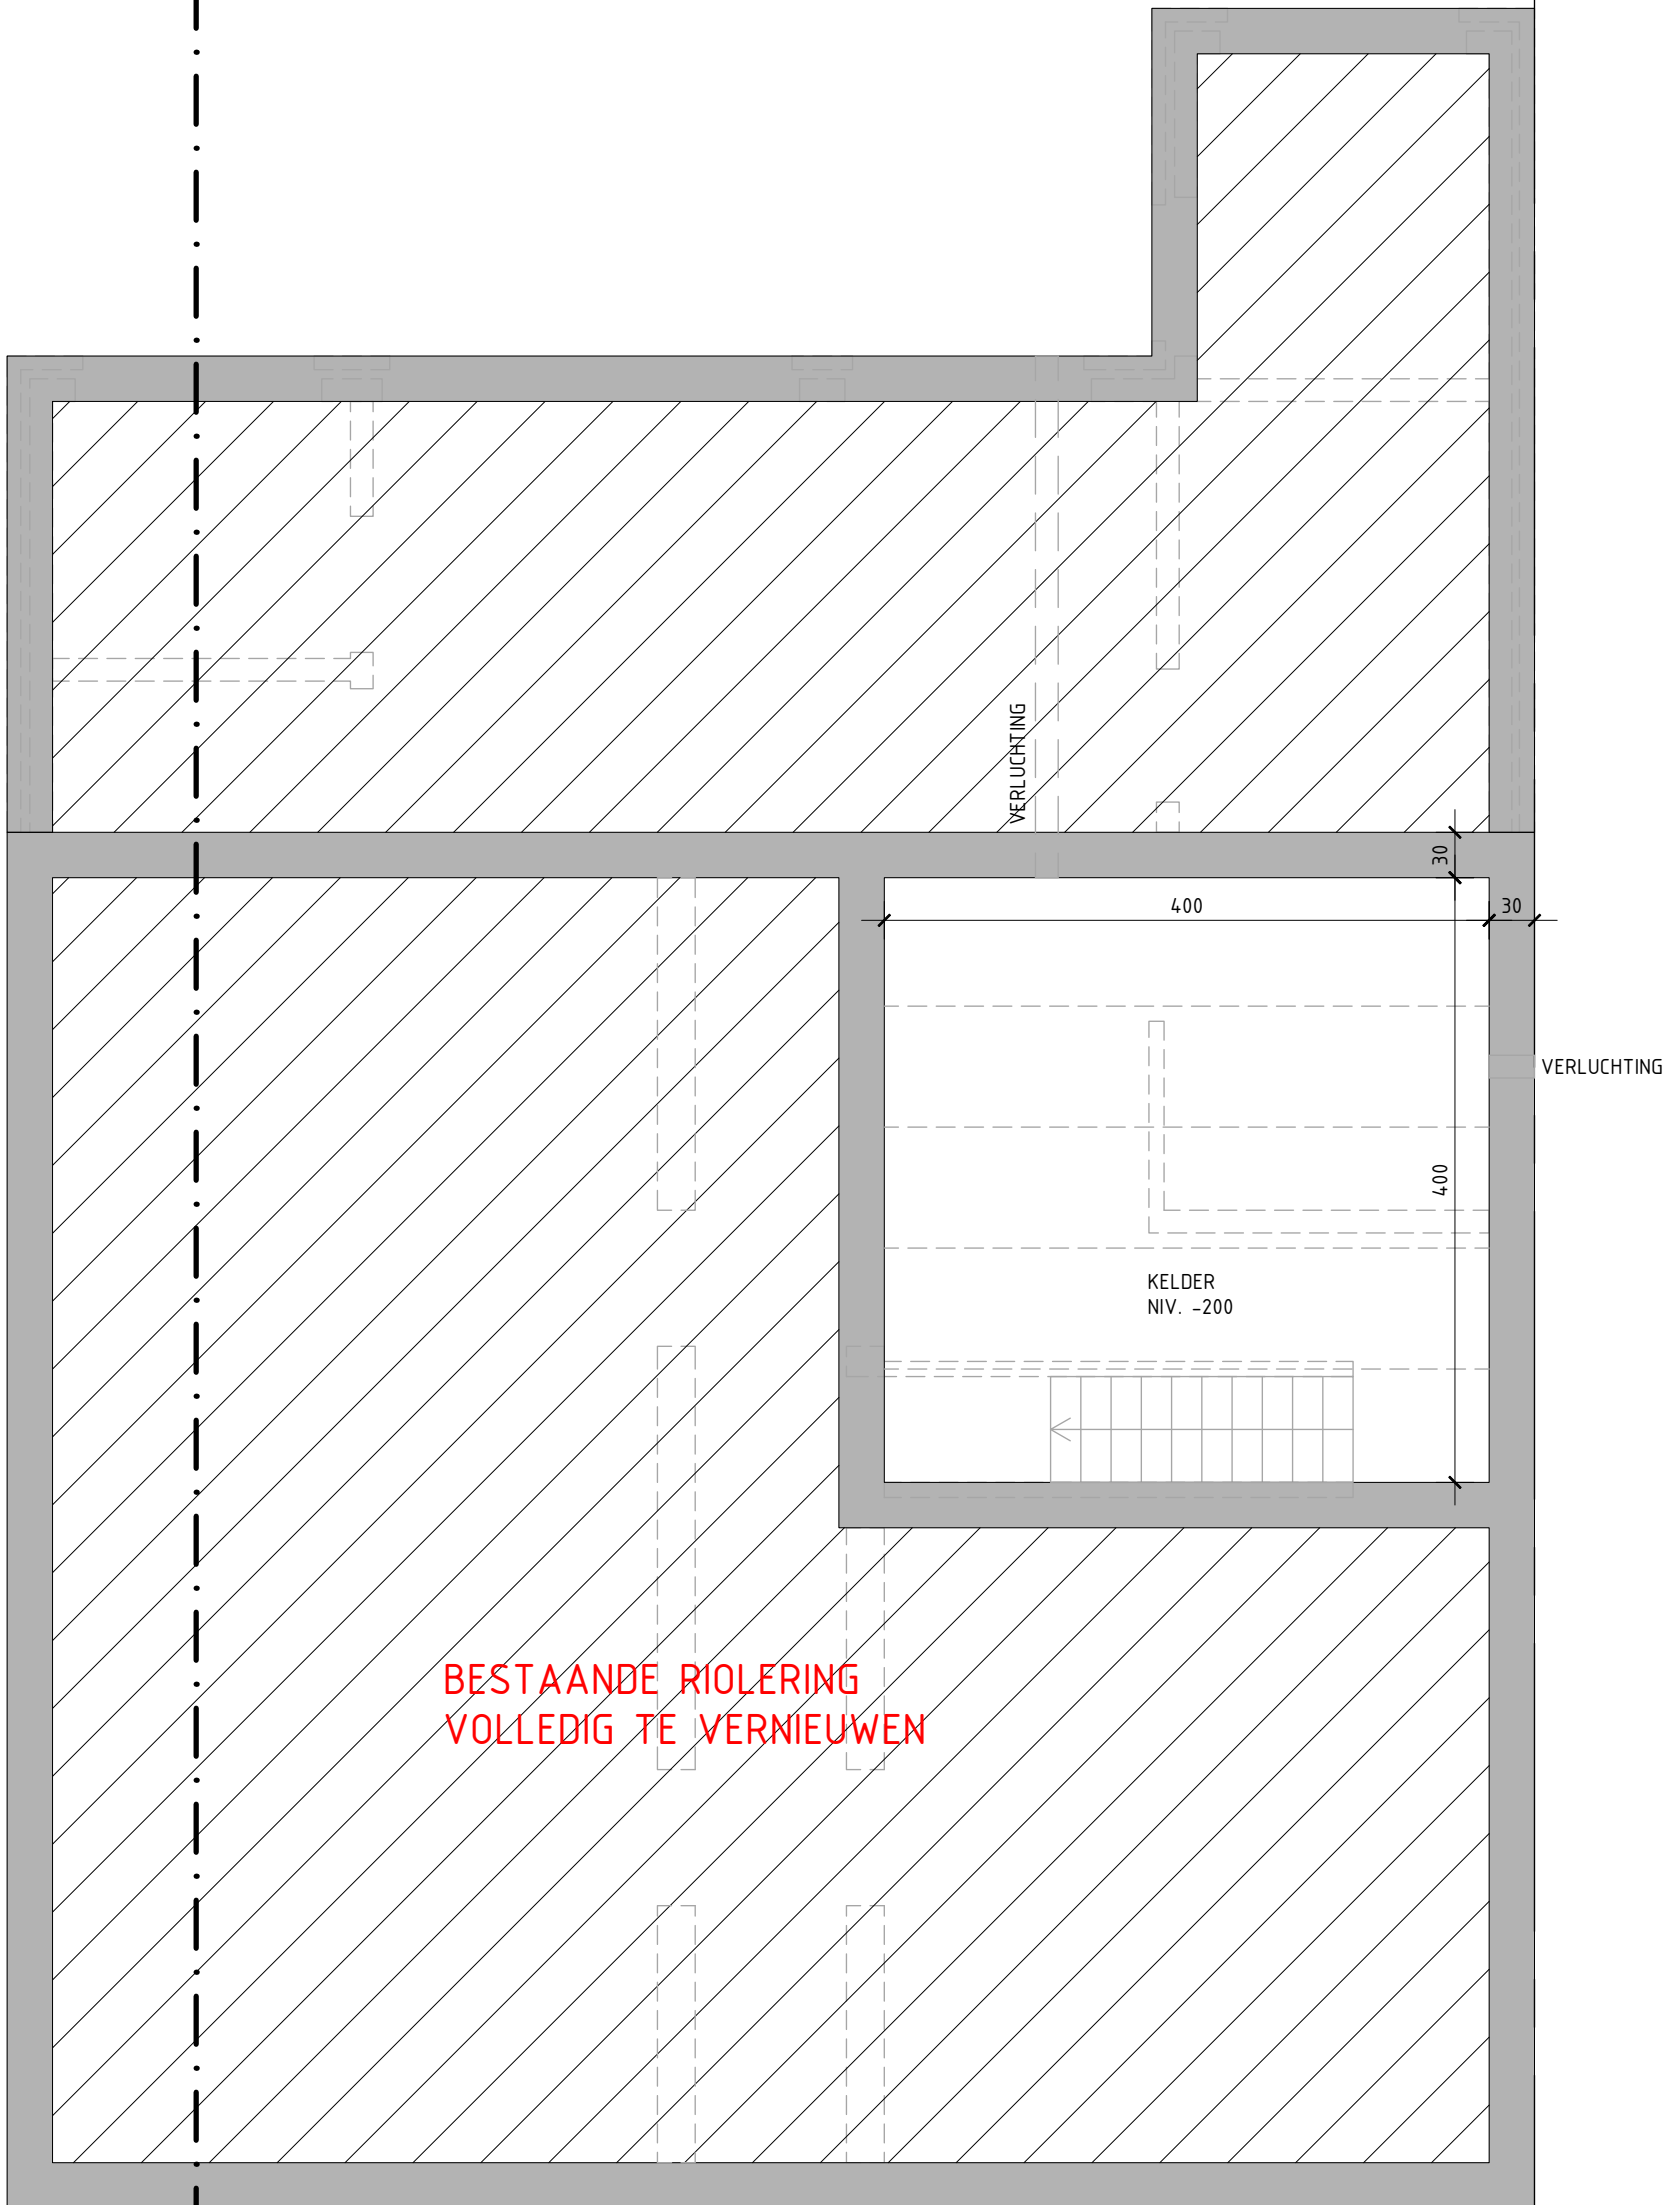 VERLUCHTING
30
400
30
VERLUCHTING
400
KELDER
NIV. -200
BESTAANDE RIOLERING
VOLLEDIG TE VERNIEUWEN